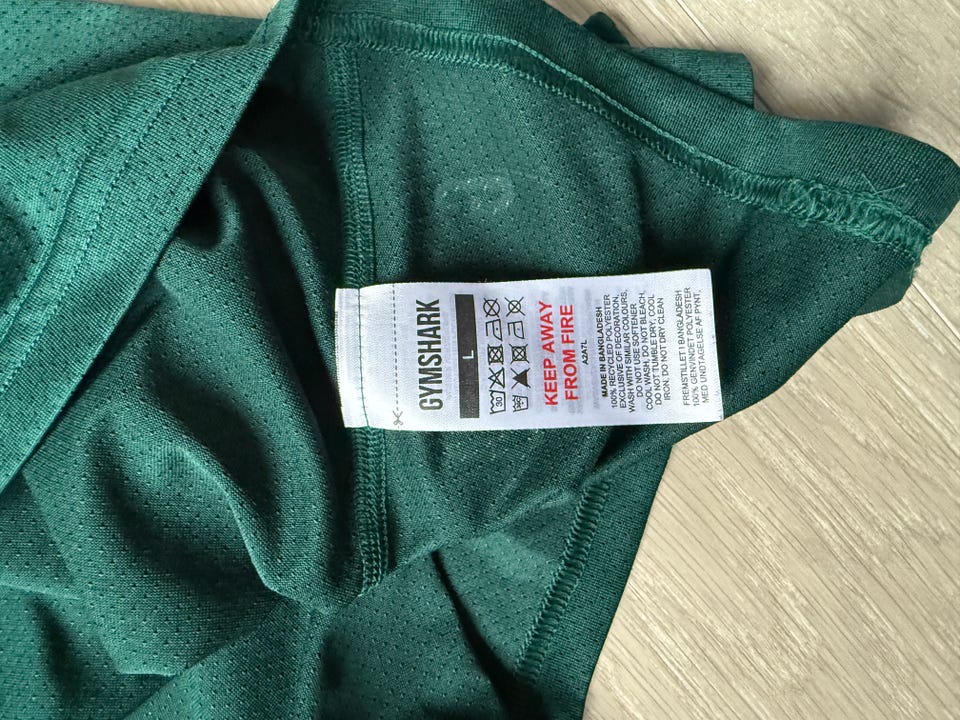 GYMSHARK
L
30
KEEP AWAY
FROM FIRE
A2A7L
MADE IN BANGLADESH
100% RECYCLED POLYESTER
EXCLUSIVE OF DECORATION.
WASH WITH SIMILAR COLOURS,
DO NOT USE SOFTENER
COOL WASH, DO NOT BLEACH,
DO NOT TUMBLE DRY, COOL
IRON, DO NOT DRY CLEAN
FREMSTILLET I BANGLADESH
100% GENVINDET POLYESTER
MED UNDTAGELSE AF PYNT.